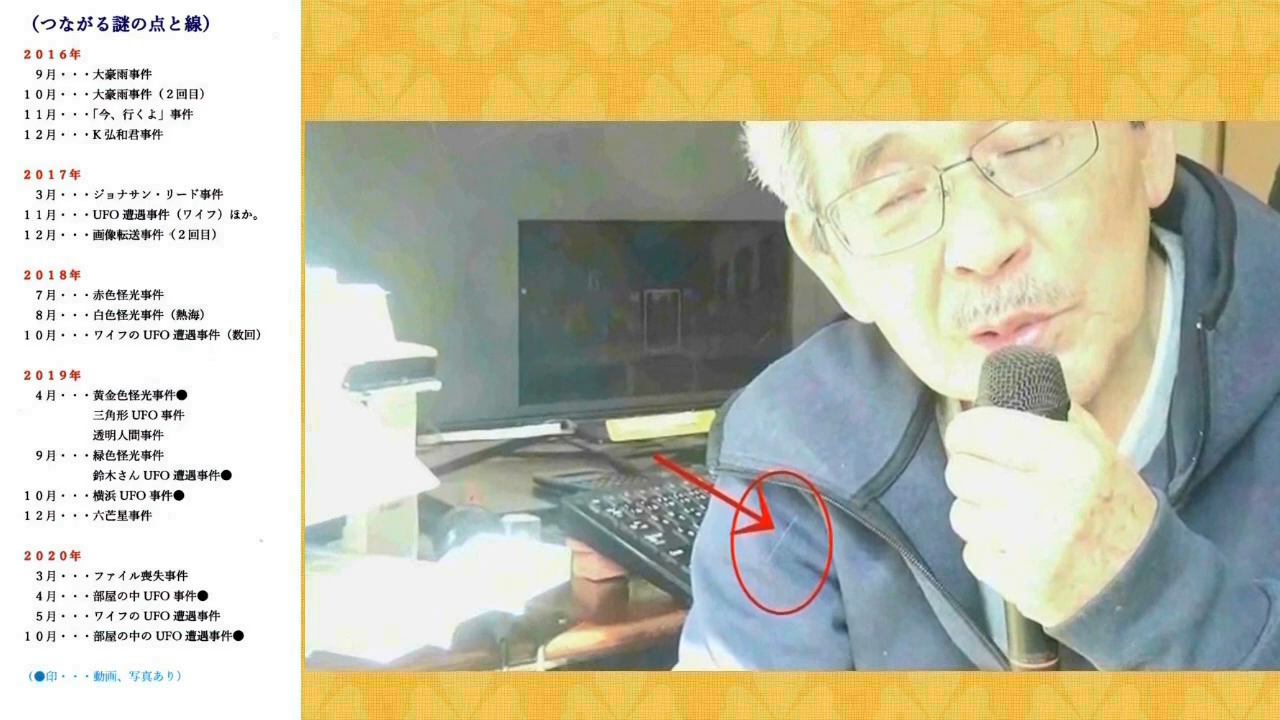 (つながる謎の点と線)
２０１６年
９月・・・大豪雨事件
１０月・・・大豪雨事件（２回目）
１１月・・・「今、行くよ」事件
１２月・・・K 弘和君事件
２０１７年
３月・・・ジョナサン・リード事件
１１月・・・UFO 遭遇事件（ワイフ）ほか。
１２月・・・画像転送事件（２回目）
２０１８年
７月・・・赤色怪光事件
８月・・・白色怪光事件（熱海）
１０月・・・ワイフの UFO 遭遇事件（数回）
２０１９年
４月・・・黄金色怪光事件●
三角形 UFO 事件
透明人間事件
９月・・・緑色怪光事件
鈴木さん UFO 遭遇事件●
１０月・・・横浜 UFO 事件●
１２月・・・六芒星事件
２０２０年
３月・・・ファイル喪失事件
４月・・・部屋の中 UFO 事件●
５月・・・ワイフの UFO 遭遇事件
１０月・・・部屋の中の UFO 遭遇事件●
（●印・・・動画、写真あり）